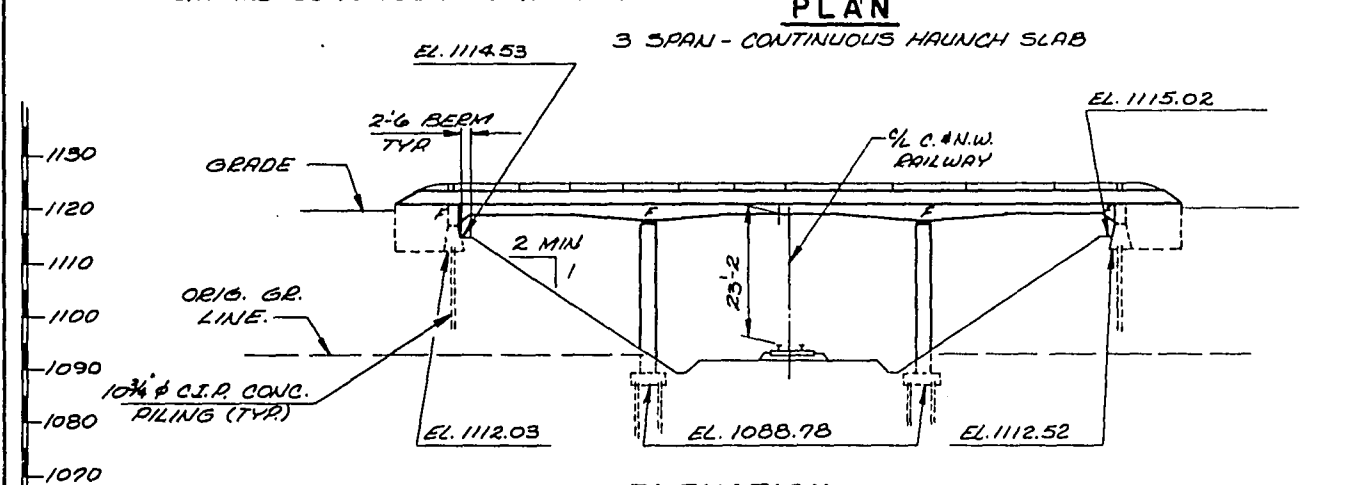 PLAN
3 SPAN - CONTINUOUS HAUNCH SLAB
EL. 1114.53
EL. 1115.02
2'-6 BERM
TYP.
℄ C.&N.W.
RAILWAY
GRADE
1130
1120
1110
1100
1090
1080
1070
F
F
F
2 MIN
1
23'-2
ORIG. GR.
LINE.
10¾" φ C.I.P. CONC.
PILING (TYP.)
EL. 1112.03
EL. 1088.78
EL. 1112.52